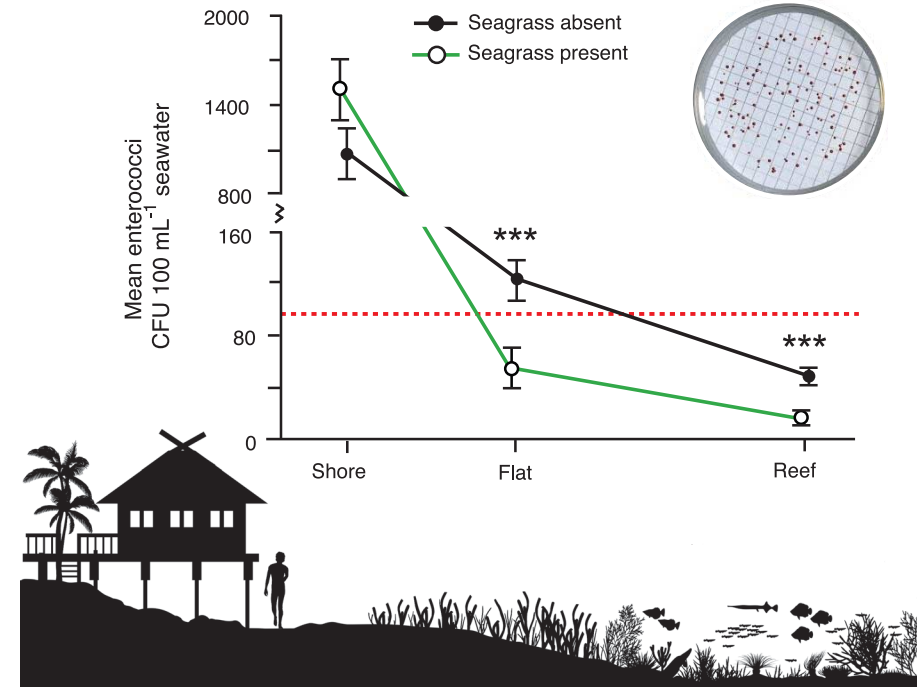 2000
Seagrass absent
Seagrass present
1400
800
Mean enterococci
CFU 100 mL⁻¹ seawater
160
***
80
***
0
Shore
Flat
Reef